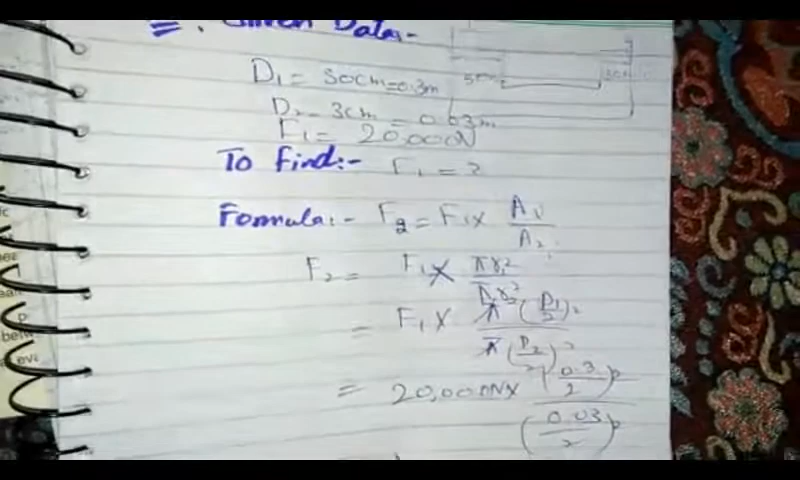 Given Data:-
D₁ = 30cm = 0.3m
D₂ = 3cm = 0.03m
F₁ = 20,000N
To Find:- F₁ = ?
Formula:- F₂ = F₁ × A₁/A₂
F₂ = F₁ × πr₁²/πr₂²
= F₁ × π(D₁/2)²/π(D₂/2)²
= 20,000N × (0.3/2)²/(0.03/2)²